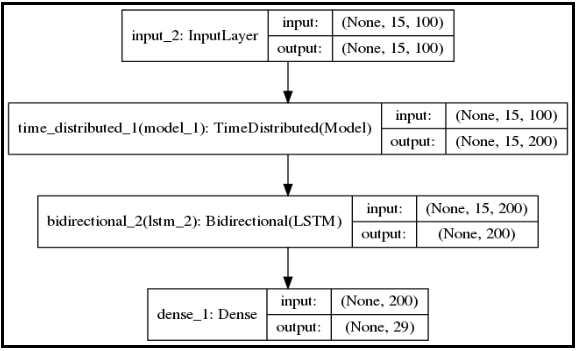 input_2: InputLayer
input: (None, 15, 100)
output: (None, 15, 100)
time_distributed_1(model_1): TimeDistributed(Model)
input: (None, 15, 100)
output: (None, 15, 200)
bidirectional_2(lstm_2): Bidirectional(LSTM)
input: (None, 15, 200)
output: (None, 200)
dense_1: Dense
input: (None, 200)
output: (None, 29)